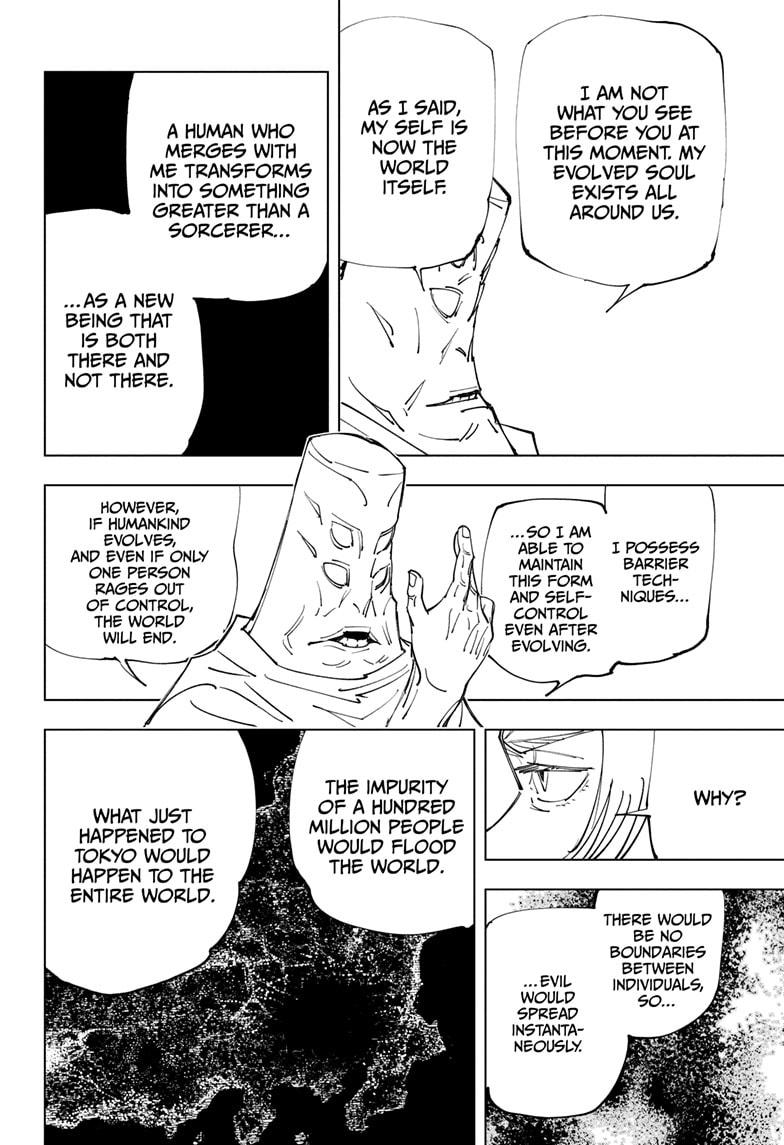 I AM NOT
WHAT YOU SEE
BEFORE YOU AT
THIS MOMENT. MY
EVOLVED SOUL
EXISTS ALL
AROUND US.
AS I SAID,
MY SELF IS
NOW THE
WORLD
ITSELF.
A HUMAN WHO
MERGES WITH
ME TRANSFORMS
INTO SOMETHING
GREATER THAN A
SORCERER...
...AS A NEW
BEING THAT
IS BOTH
THERE AND
NOT THERE.
I POSSESS
BARRIER
TECH-
NIQUES...
...SO I AM
ABLE TO
MAINTAIN
THIS FORM
AND SELF-
CONTROL
EVEN AFTER
EVOLVING.
HOWEVER,
IF HUMANKIND
EVOLVES,
AND EVEN IF ONLY
ONE PERSON
RAGES OUT
OF CONTROL,
THE WORLD
WILL END.
WHY?
THERE WOULD
BE NO
BOUNDARIES
BETWEEN
INDIVIDUALS,
SO...
...EVIL
WOULD
SPREAD
INSTANTA-
NEOUSLY.
THE IMPURITY
OF A HUNDRED
MILLION PEOPLE
WOULD FLOOD
THE WORLD.
WHAT JUST
HAPPENED TO
TOKYO WOULD
HAPPEN TO THE
ENTIRE WORLD.